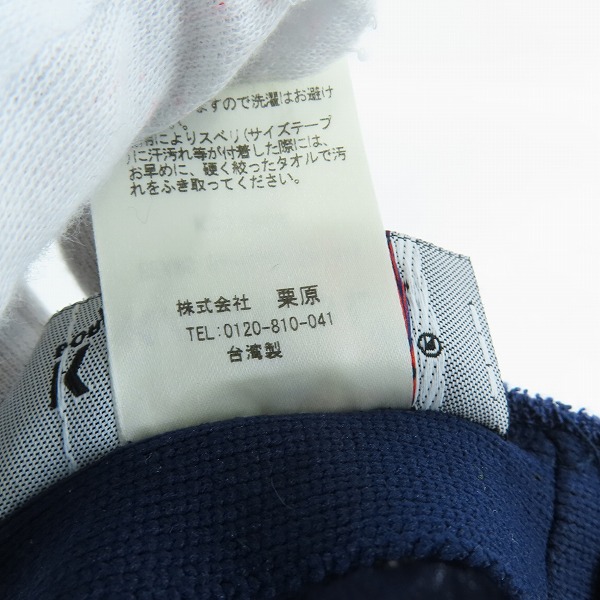 ますので洗濯はお避け
によりスベリ(サイズテープ
に汗汚れ等が付着した際には、
お早めに、硬く絞ったタオルで汚
れをふき取ってください。
株式会社 栗原
TEL:0120-810-041
台湾製